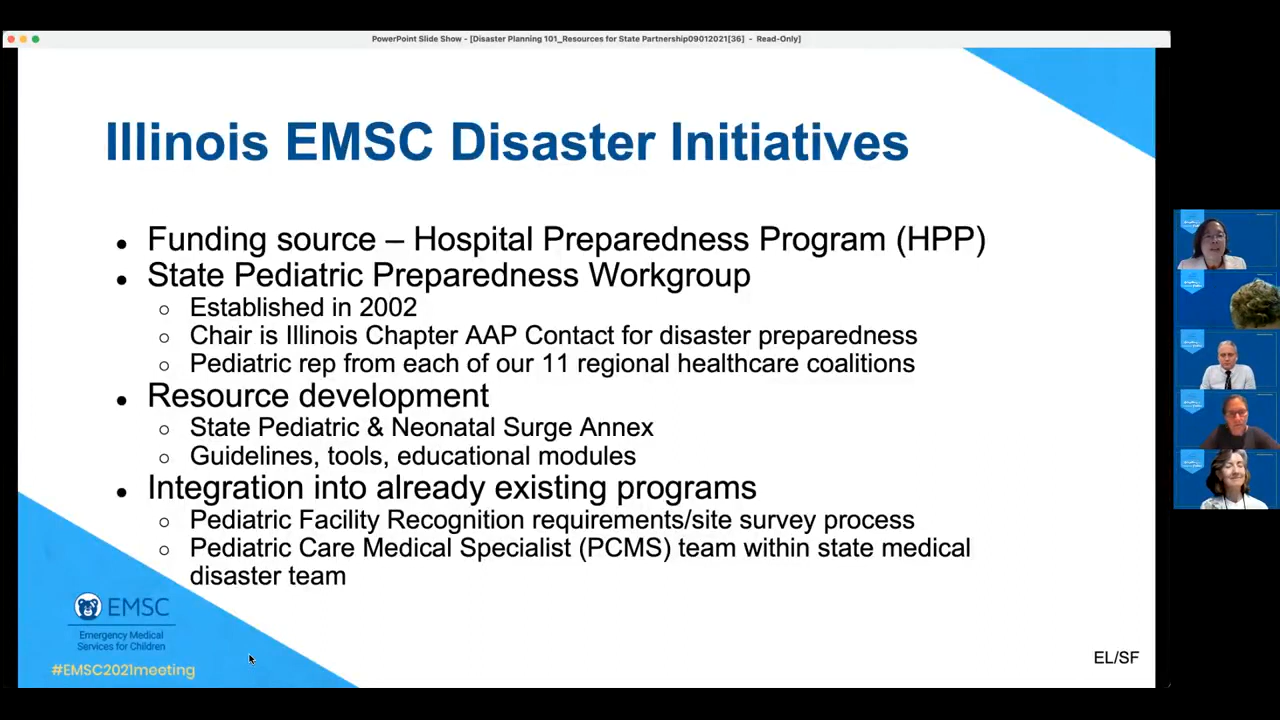 PowerPoint Slide Show - [Disaster Planning 101_Resources for State Partnership09012021[36] - Read-Only]
Illinois EMSC Disaster Initiatives
• Funding source – Hospital Preparedness Program (HPP)
• State Pediatric Preparedness Workgroup
○ Established in 2002
○ Chair is Illinois Chapter AAP Contact for disaster preparedness
○ Pediatric rep from each of our 11 regional healthcare coalitions
• Resource development
○ State Pediatric & Neonatal Surge Annex
○ Guidelines, tools, educational modules
• Integration into already existing programs
○ Pediatric Facility Recognition requirements/site survey process
○ Pediatric Care Medical Specialist (PCMS) team within state medical
disaster team
EMSC
Emergency Medical
Services for Children
#EMSC2021meeting
EL/SF